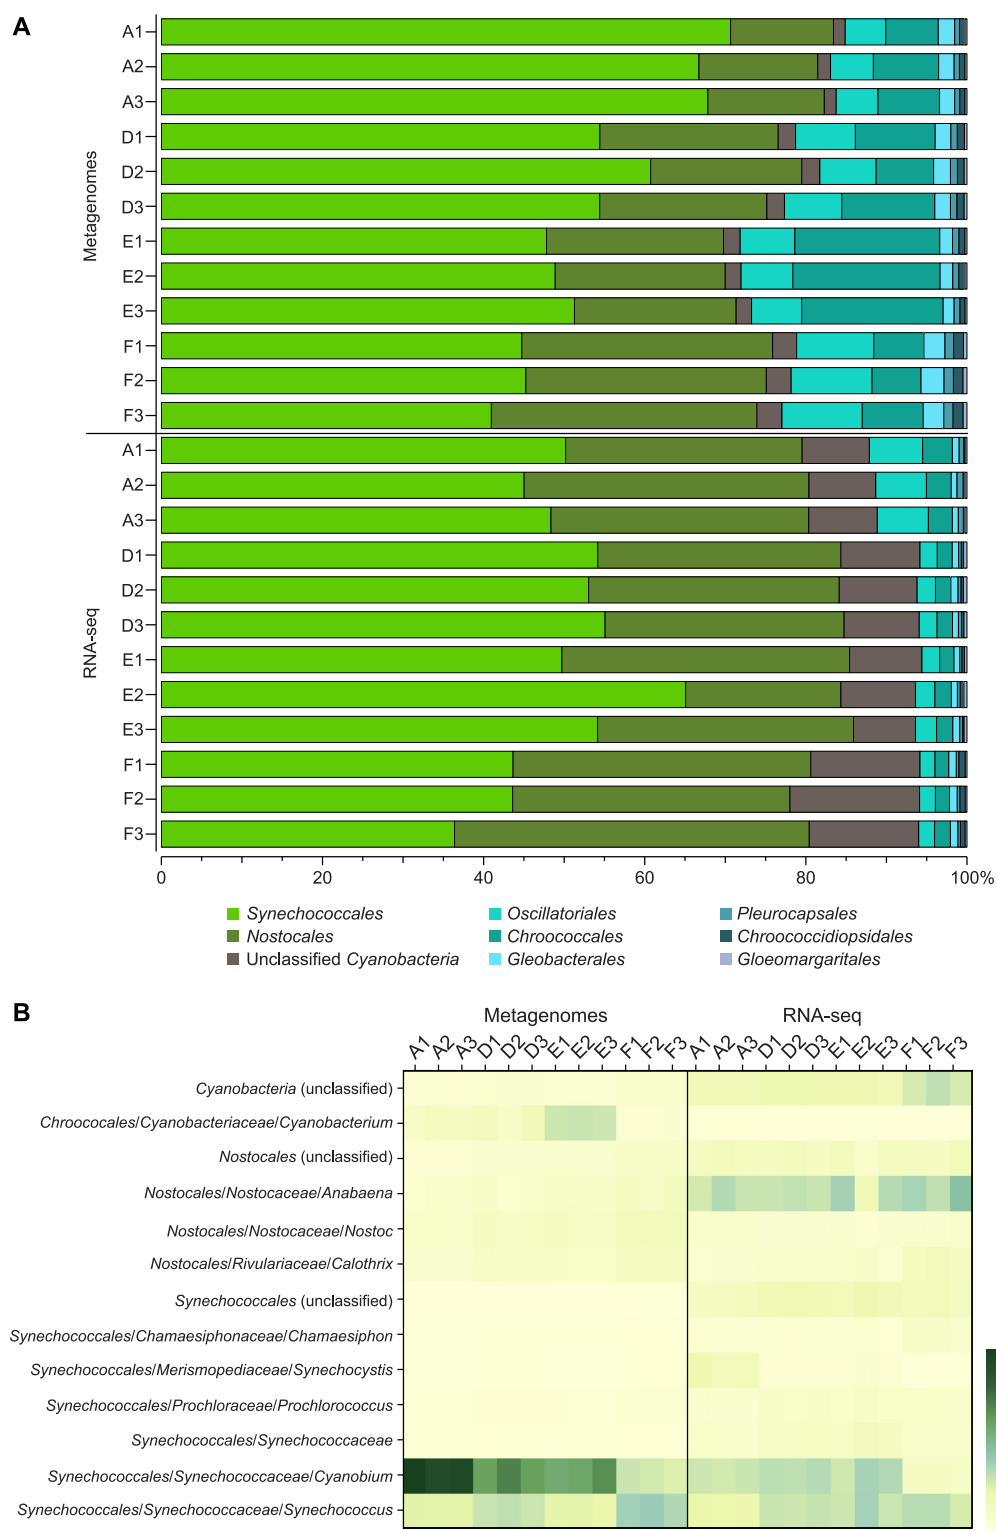 A
Metagenomes
A1
A2
A3
D1
D2
D3
E1
E2
E3
F1
F2
F3
RNA-seq
A1
A2
A3
D1
D2
D3
E1
E2
E3
F1
F2
F3
0 20 40 60 80 100%
Synechococcales Oscillatoriales Pleurocapsales
Nostocales Chroococcales Chroococcidiopsidales
Unclassified Cyanobacteria Gleobacterales Gloeomargaritales
B
Metagenomes RNA-seq
A1 A2 A3 D1 D2 D3 E1 E2 E3 F1 F2 F3 A1 A2 A3 D1 D2 D3 E1 E2 E3 F1 F2 F3
Cyanobacteria (unclassified)
Chroococales/Cyanobacteriaceae/Cyanobacterium
Nostocales (unclassified)
Nostocales/Nostocaceae/Anabaena
Nostocales/Nostocaceae/Nostoc
Nostocales/Rivulariaceae/Calothrix
Synechococcales (unclassified)
Synechococcales/Chamaesiphonaceae/Chamaesiphon
Synechococcales/Merismopediaceae/Synechocystis
Synechococcales/Prochloraceae/Prochlorococcus
Synechococcales/Synechococcaceae
Synechococcales/Synechococcaceae/Cyanobium
Synechococcales/Synechococcaceae/Synechococcus